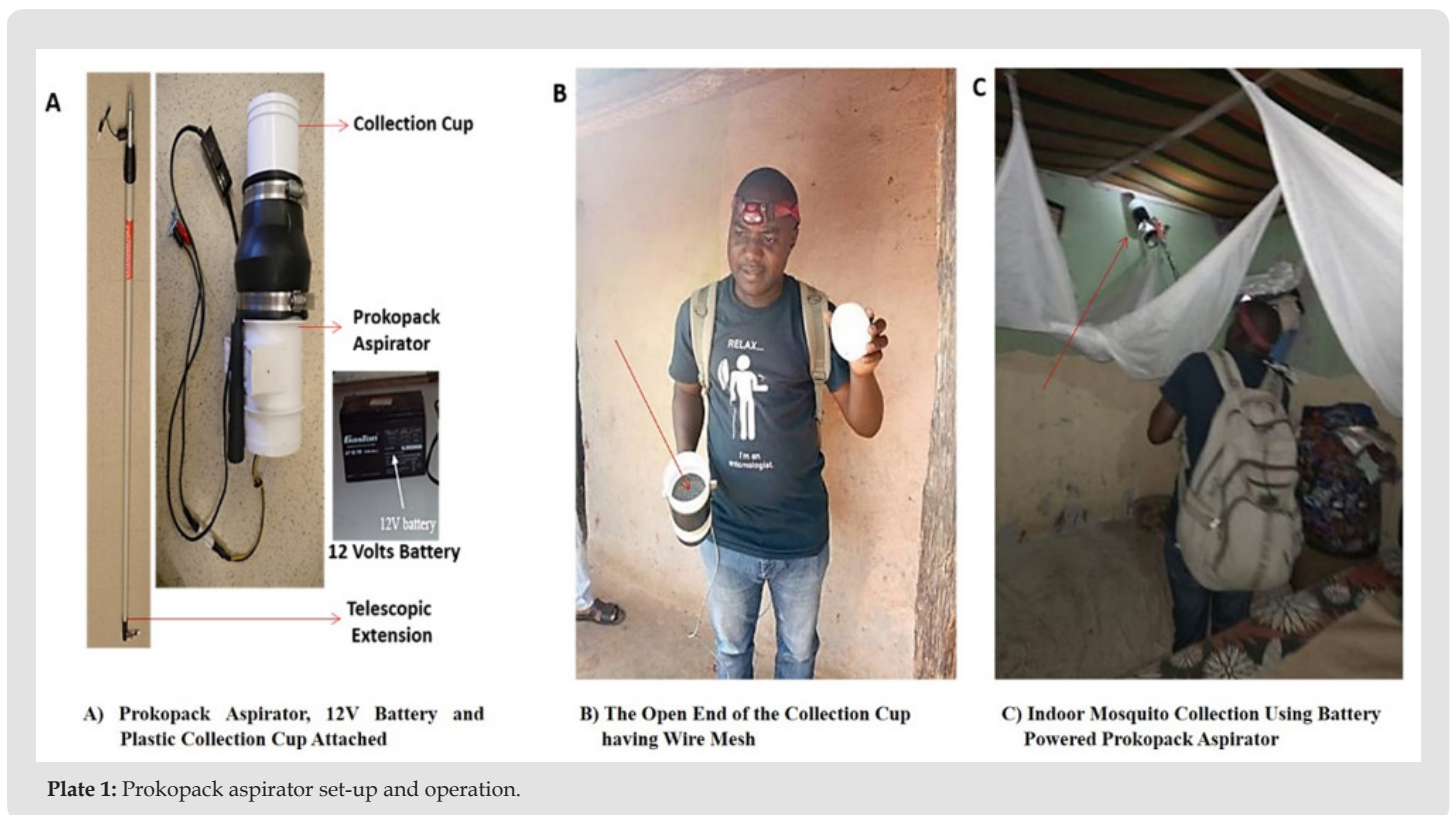 A
Collection Cup
Prokopack
Aspirator
12V battery
12 Volts Battery
Telescopic
Extension
B
RELAX...
I'm an
entomologist.
C
A) Prokopack Aspirator, 12V Battery and
Plastic Collection Cup Attached
B) The Open End of the Collection Cup
having Wire Mesh
C) Indoor Mosquito Collection Using Battery
Powered Prokopack Aspirator
Plate 1: Prokopack aspirator set-up and operation.